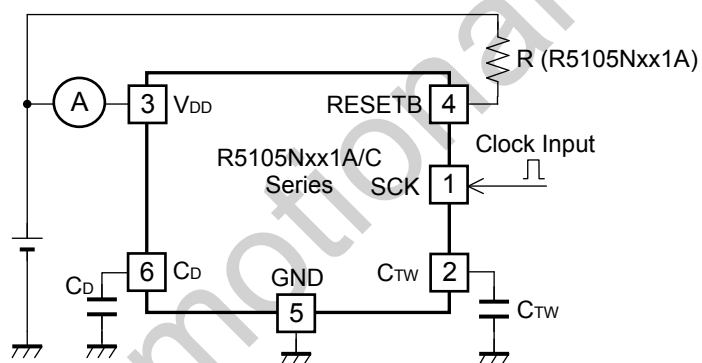 R (R5105Nxx1A)
A
3
VDD
RESETB
4
Clock Input
R5105Nxx1A/C
Series
SCK
1
6
CD
GND
CTW
2
CD
5
CTW